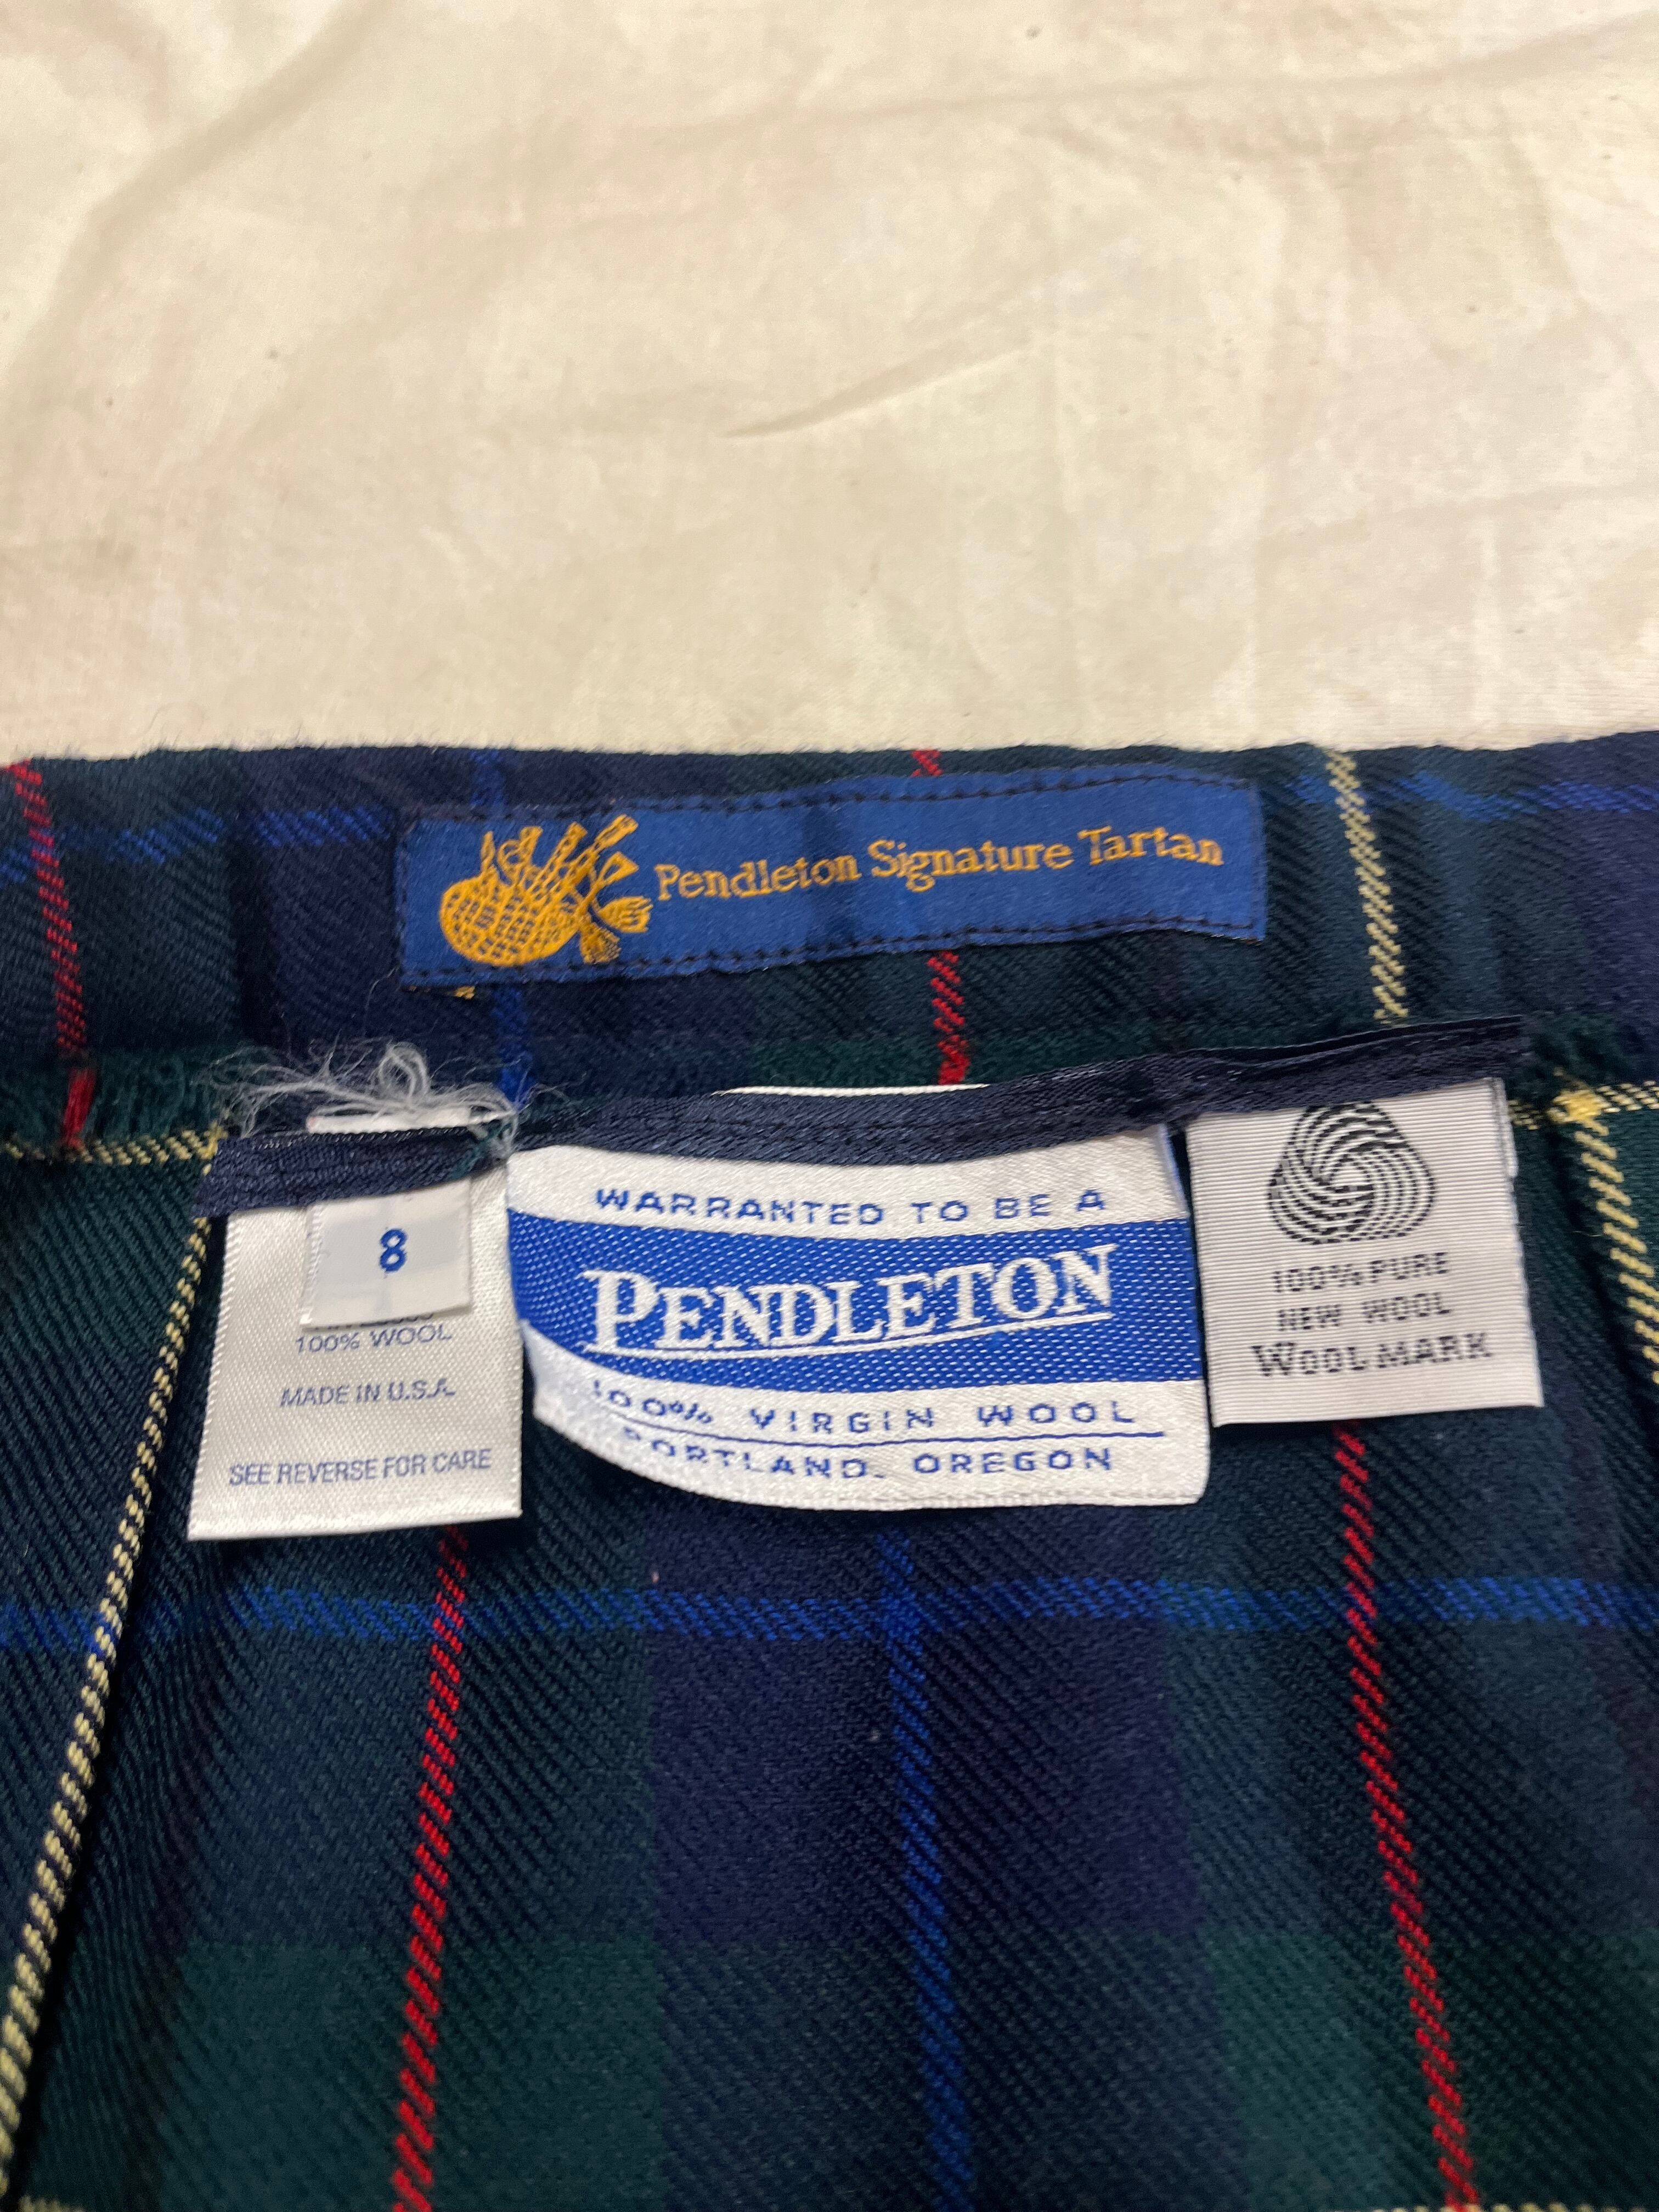 Pendleton Signature Tartan
8
100% WOOL
MADE IN U.S.A.
SEE REVERSE FOR CARE
WARRANTED TO BE A
PENDLETON
100% VIRGIN WOOL
PORTLAND, OREGON
100% PURE
NEW WOOL
WOOLMARK